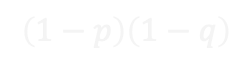 (1 − p)(1 − q)